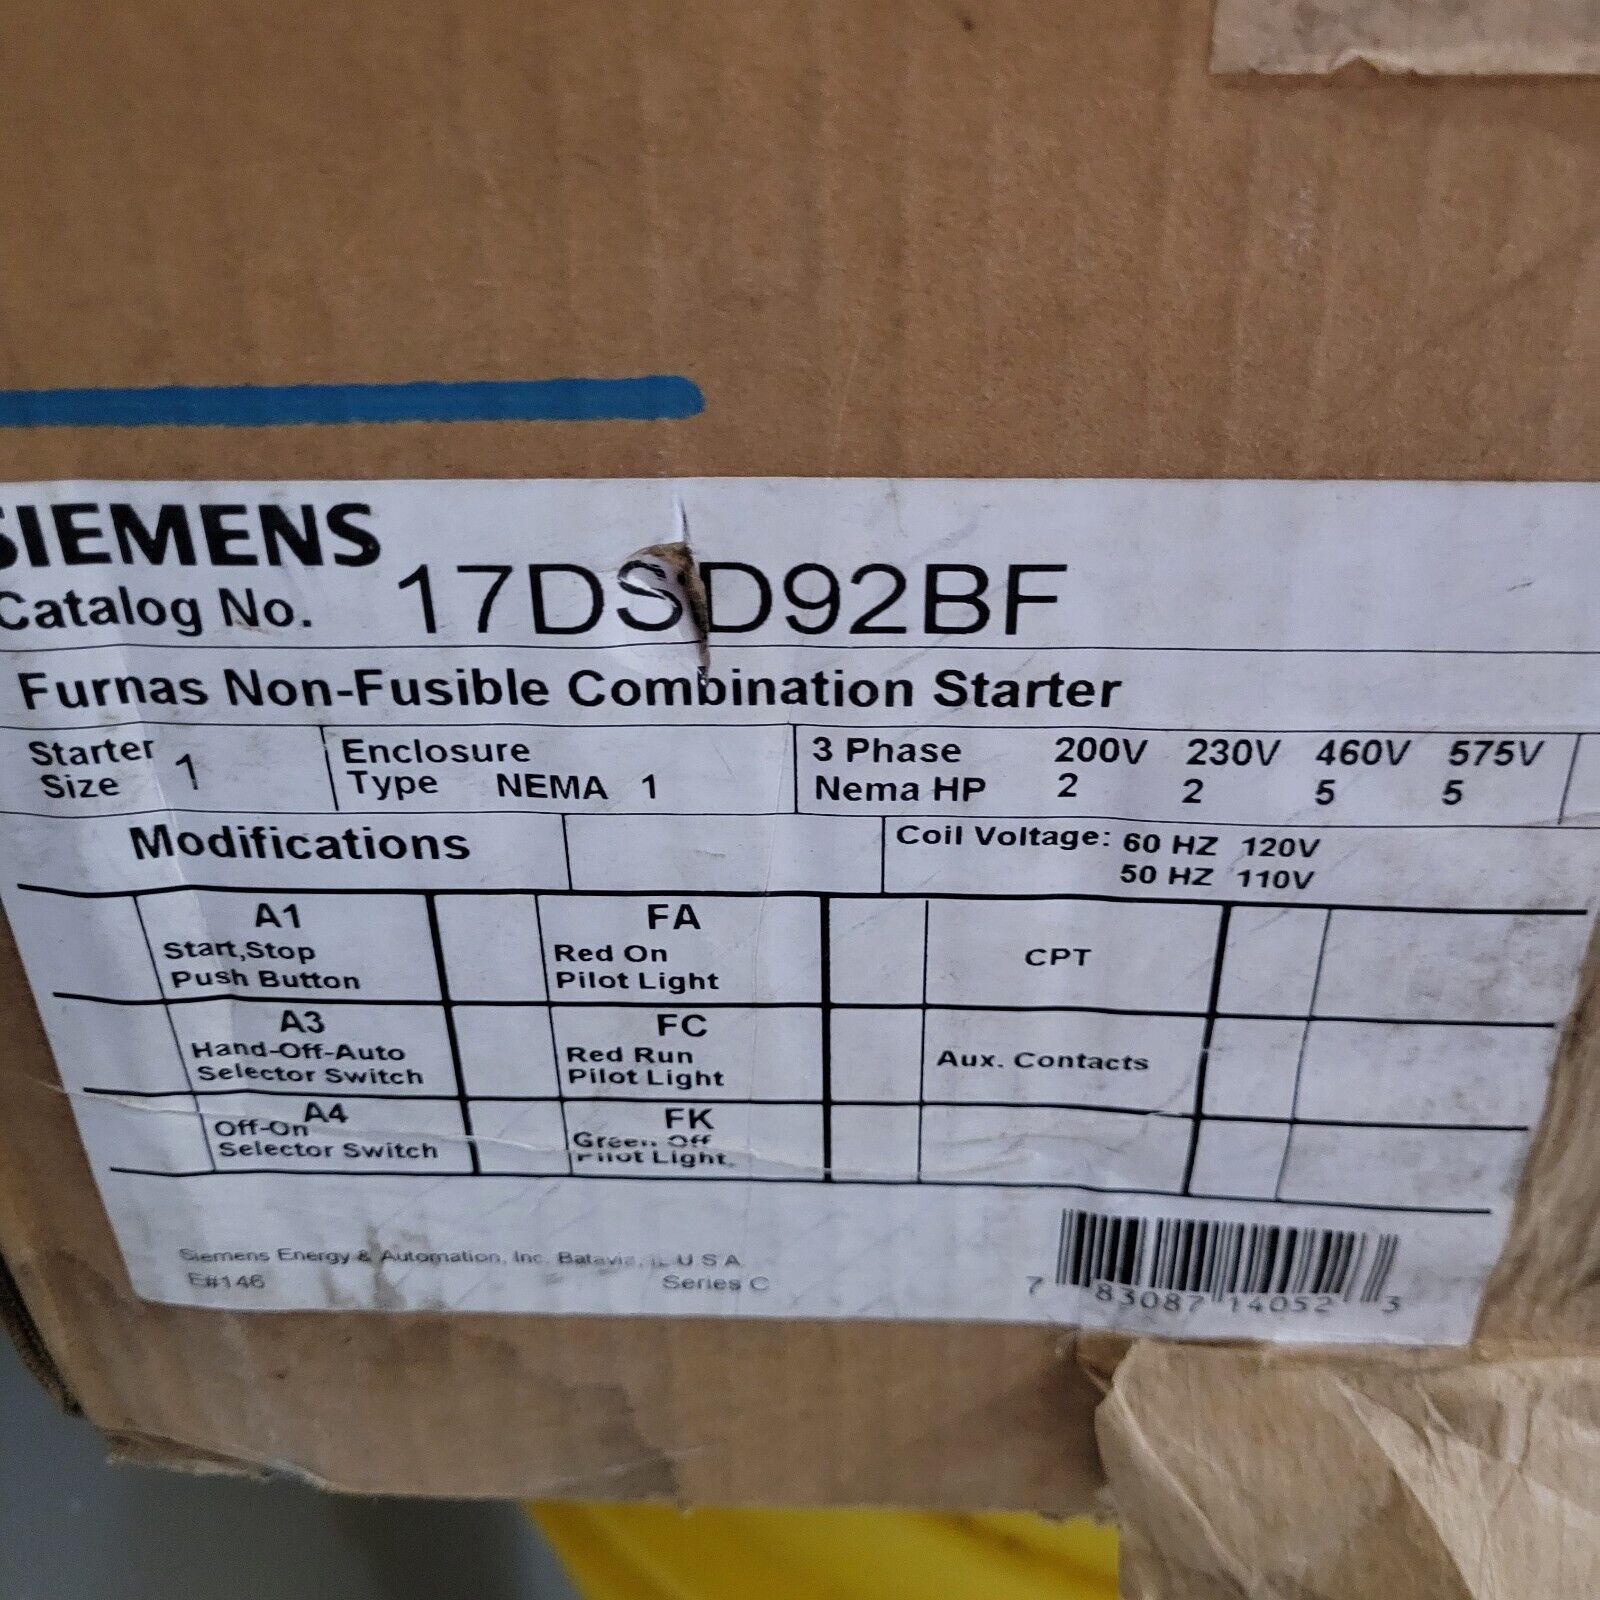 SIEMENS
Catalog No. 17DSD92BF
Furnas Non-Fusible Combination Starter
Starter Size 1
Enclosure Type NEMA 1
3 Phase 200V 230V 460V 575V
Nema HP 2 2 5 5
Modifications
Coil Voltage: 60 HZ 120V
50 HZ 110V
A1
Start,Stop
Push Button
FA
Red On
Pilot Light
CPT
A3
Hand-Off-Auto
Selector Switch
FC
Red Run
Pilot Light
Aux. Contacts
A4
Off-On
Selector Switch
FK
Green Off
Pilot Light
Siemens Energy & Automation, Inc. Batavia, IL U S A
E#146 Series C
7 83087 14052 3